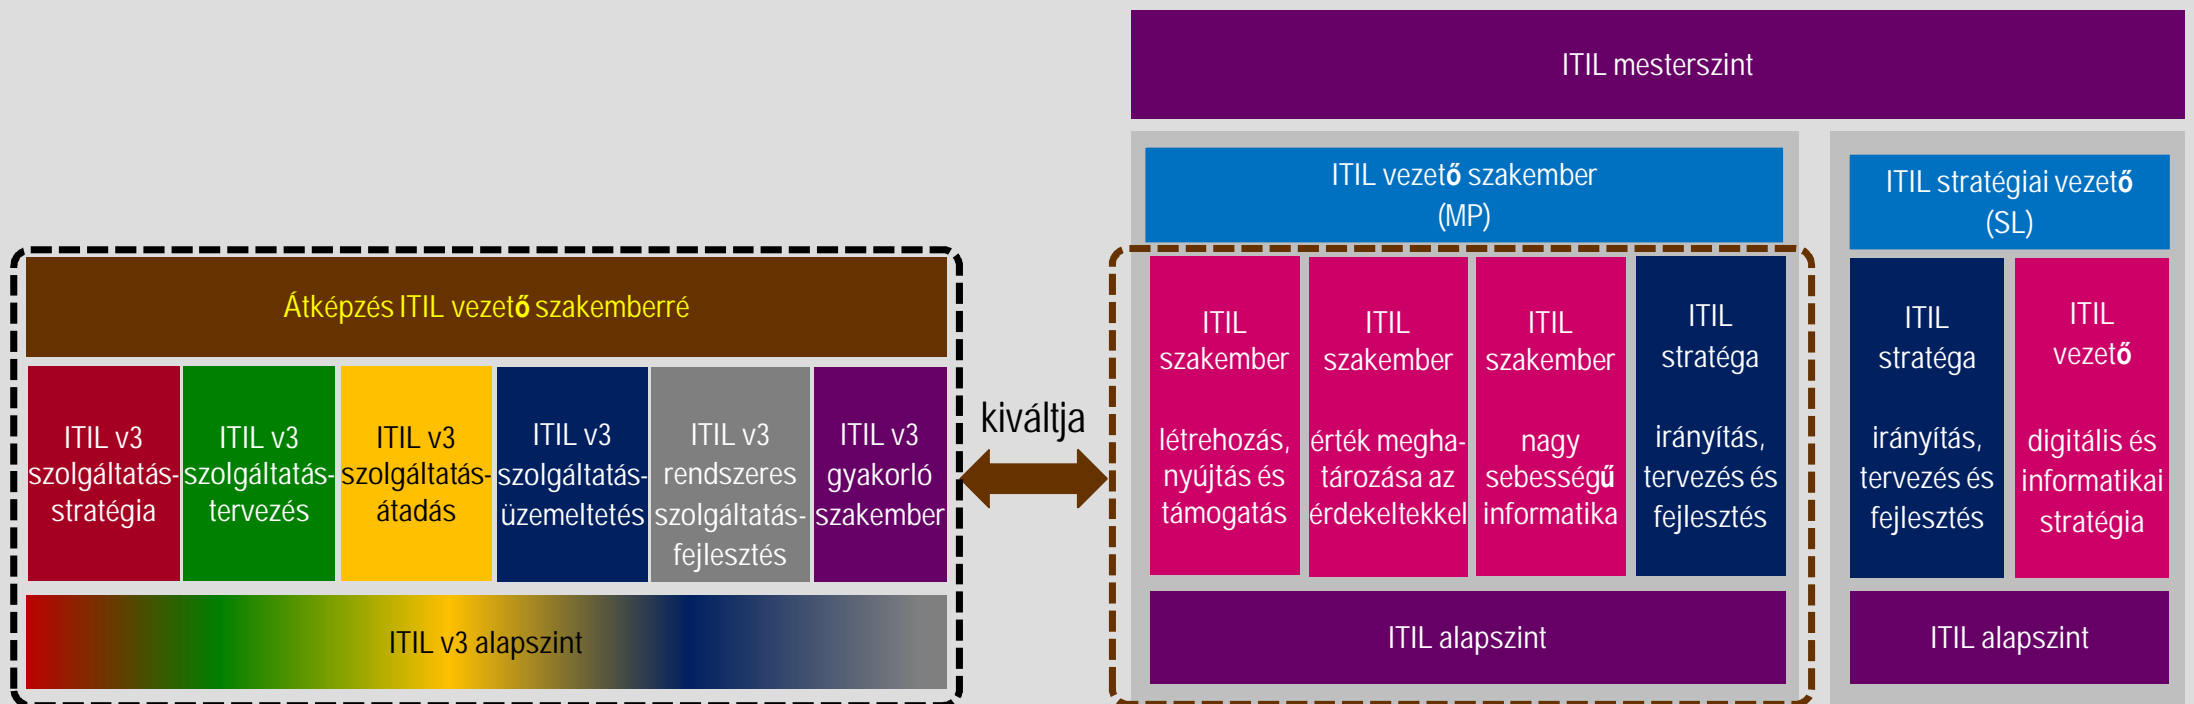 ITIL mesterszint
ITIL vezető szakember
(MP)
ITIL stratégiai vezető
(SL)
Átképzés ITIL vezető szakemberré
ITIL v3
szolgáltatás-
stratégia
ITIL v3
szolgáltatás-
tervezés
ITIL v3
szolgáltatás-
átadás
ITIL v3
szolgáltatás-
üzemeltetés
ITIL v3
rendszeres
szolgáltatás-
fejlesztés
ITIL v3
gyakorló
szakember
ITIL v3 alapszint
kiváltja
ITIL
szakember
létrehozás,
nyújtás és
támogatás
ITIL
szakember
érték megha-
tározása az
érdekeltekkel
ITIL
szakember
nagy
sebességű
informatika
ITIL
stratéga
irányítás,
tervezés és
fejlesztés
ITIL alapszint
ITIL
stratéga
irányítás,
tervezés és
fejlesztés
ITIL
vezető
digitális és
informatikai
stratégia
ITIL alapszint